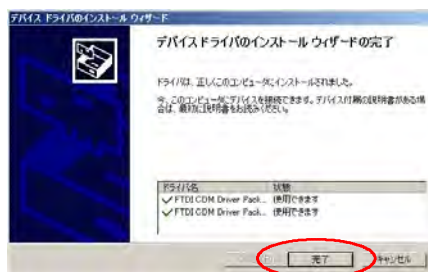 デバイス ドライバのインストール ウィザード
デバイス ドライバのインストール ウィザードの完了
ドライバは、正しくこのコンピュータにインストールされました。
今、このコンピュータにデバイスを接続できます。デバイス付属の説明書がある場
合は、最初に説明書をお読みください。
ドライバ名 状態
FTDI CDM Driver Pack... 使用できます
FTDI CDM Driver Pack... 使用できます
完了 キャンセル